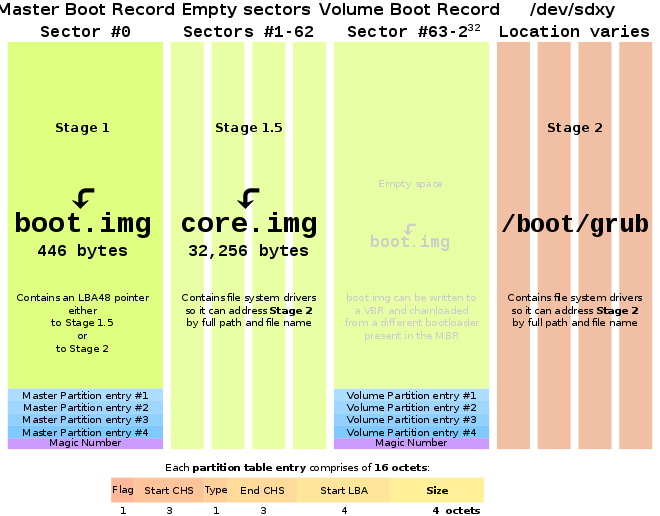 Master Boot Record
Sector #0
Stage 1
boot.img
446 bytes
Contains an LBA48 pointer
either
to Stage 1.5
or
to Stage 2
Master Partition entry #1
Master Partition entry #2
Master Partition entry #3
Master Partition entry #4
Magic Number
Empty sectors
Sectors #1-62
Stage 1.5
core.img
32,256 bytes
Contains file system drivers
so it can address Stage 2
by full path and file name
Volume Boot Record
Sector #63-2³²
Empty space
boot.img
boot.img can be written to
a VBR and chainloaded
from a different bootloader
present in the MBR
Volume Partition entry #1
Volume Partition entry #2
Volume Partition entry #3
Volume Partition entry #4
Magic Number
/dev/sdxy
Location varies
Stage 2
/boot/grub
Contains file system drivers
so it can address Stage 2
by full path and file name
Each partition table entry comprises of 16 octets:
Flag Start CHS Type End CHS Start LBA Size
1 3 1 3 4 4 octets